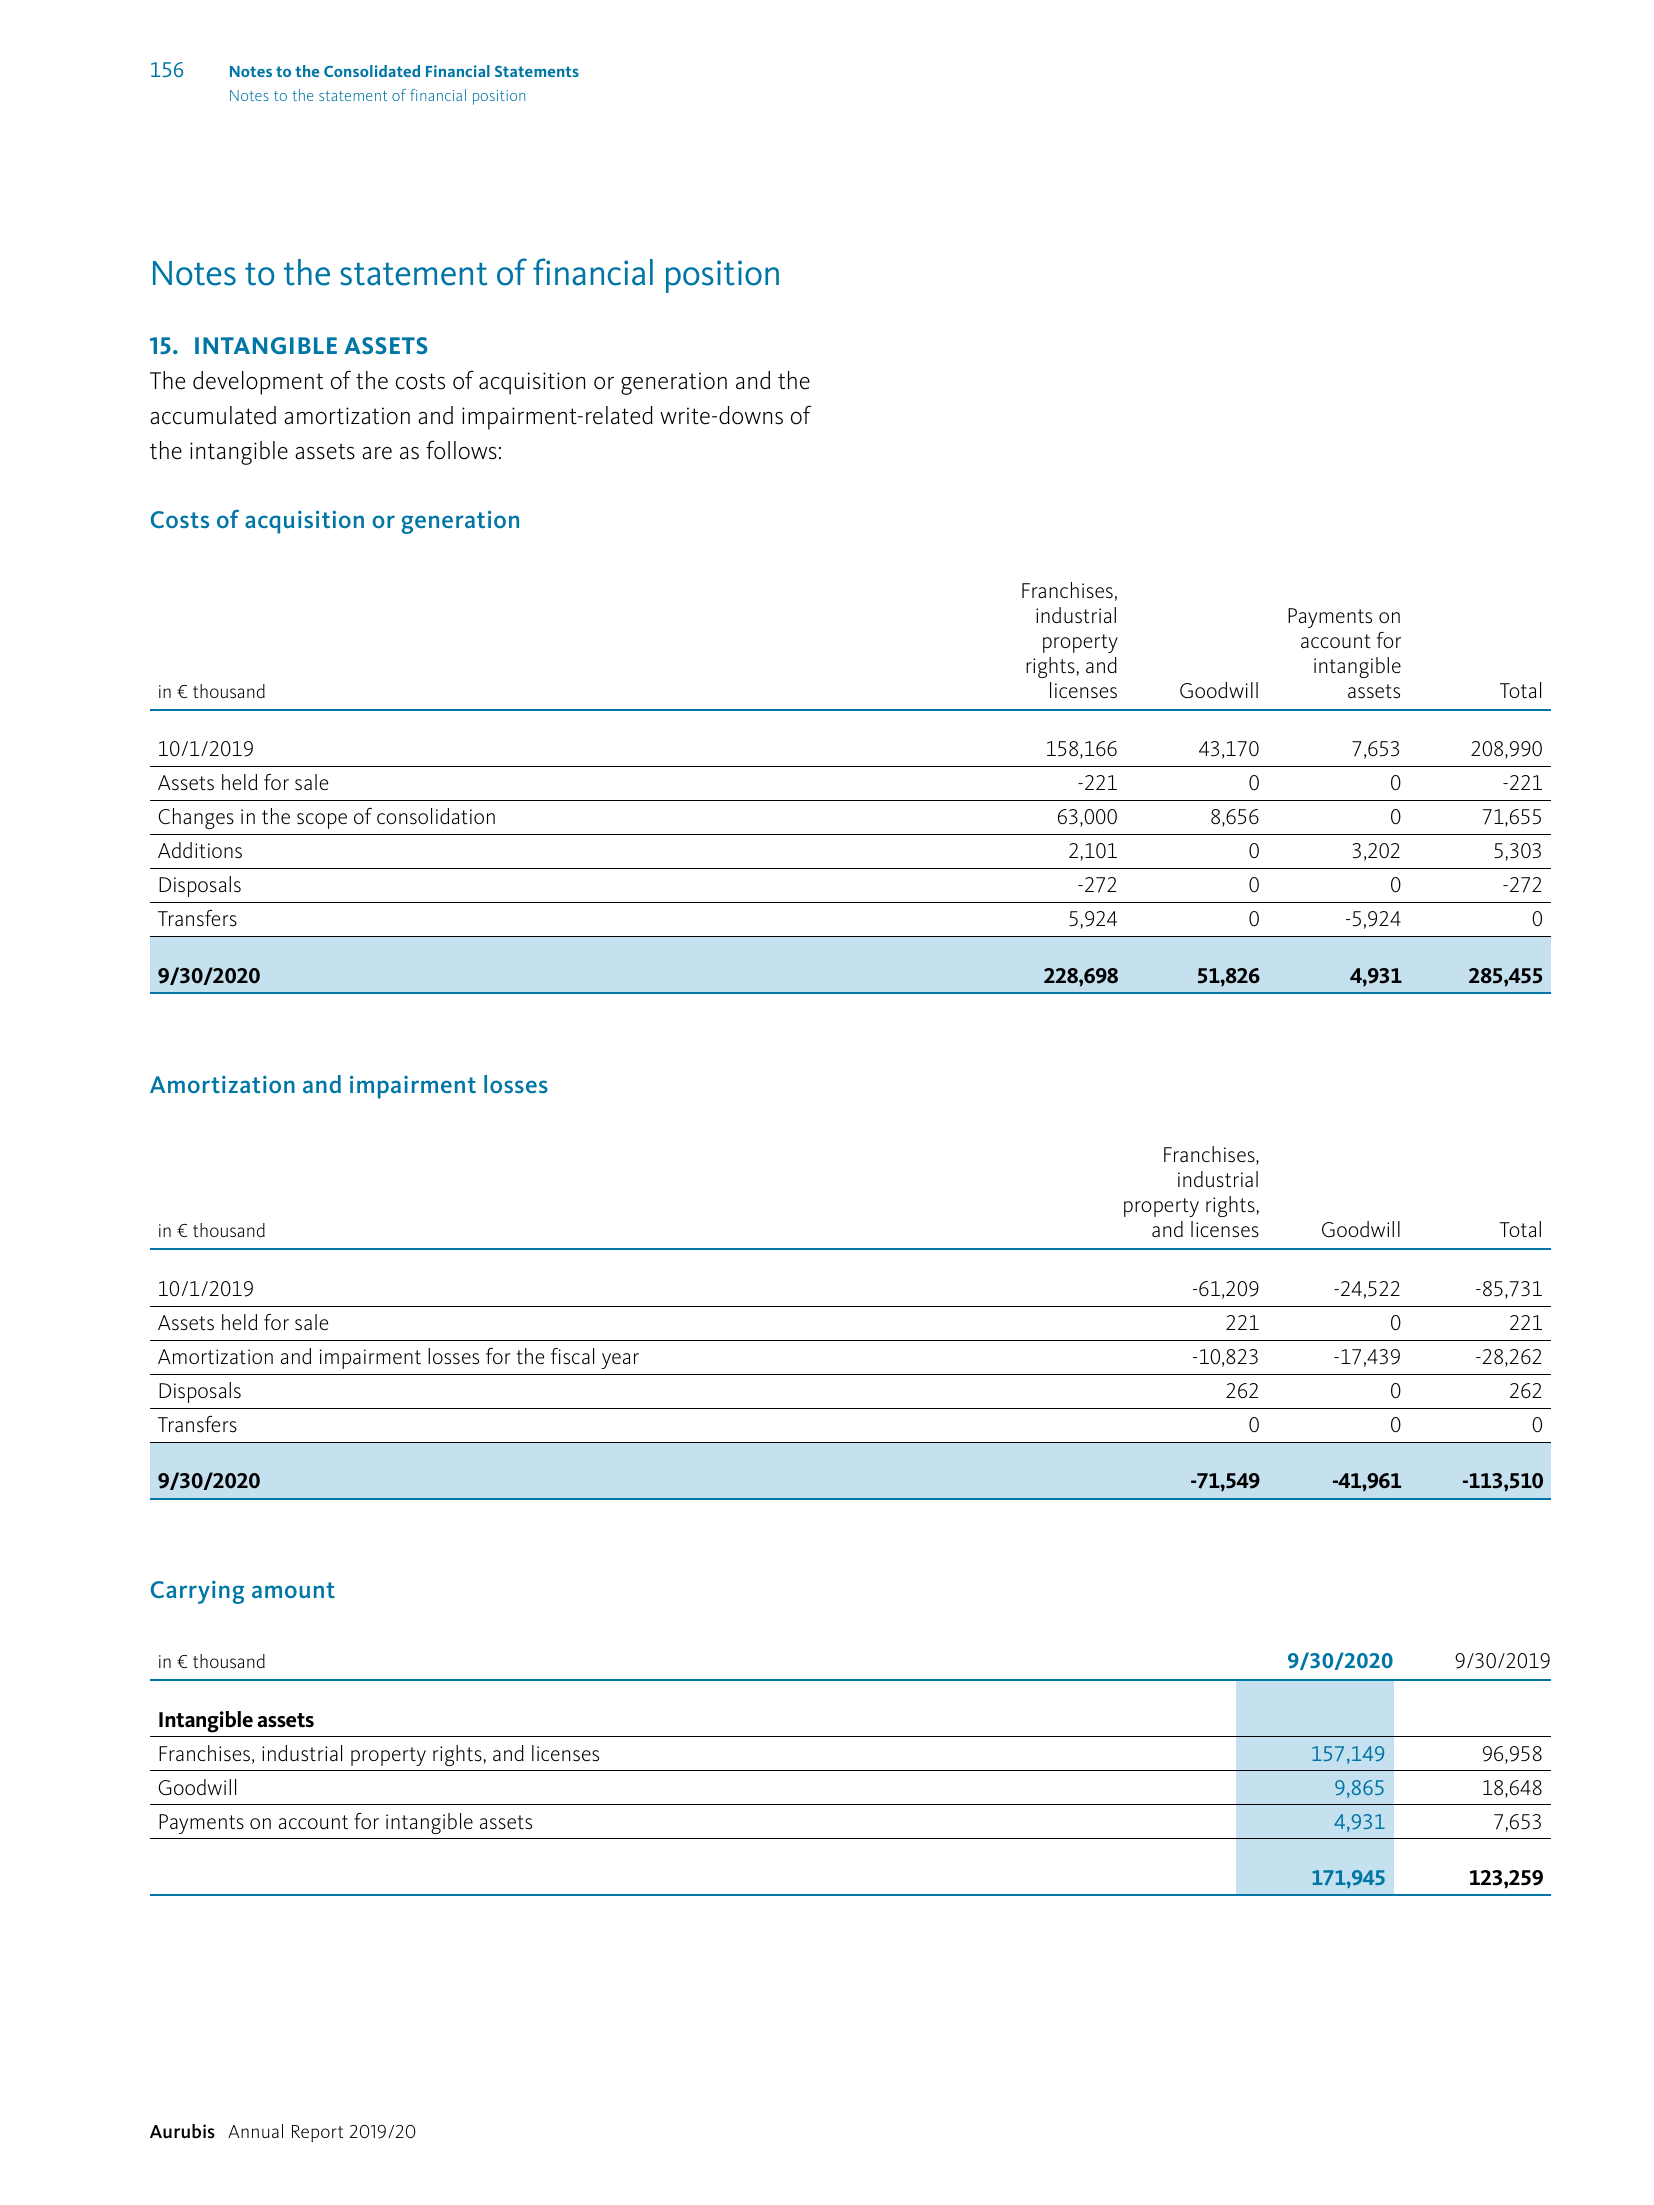 156 Notes to the Consolidated Financial Statements
Notes to the statement of financial position
Notes to the statement of financial position
15. INTANGIBLE ASSETS
The development of the costs of acquisition or generation and the
accumulated amortization and impairment-related write-downs of
the intangible assets are as follows:
Costs of acquisition or generation
in € thousand Franchises, industrial property rights, and licenses Goodwill Payments on account for intangible assets Total
10/1/2019 158,166 43,170 7,653 208,990
Assets held for sale -221 0 0 -221
Changes in the scope of consolidation 63,000 8,656 0 71,655
Additions 2,101 0 3,202 5,303
Disposals -272 0 0 -272
Transfers 5,924 0 -5,924 0
9/30/2020 228,698 51,826 4,931 285,455
Amortization and impairment losses
in € thousand Franchises, industrial property rights, and licenses Goodwill Total
10/1/2019 -61,209 -24,522 -85,731
Assets held for sale 221 0 221
Amortization and impairment losses for the fiscal year -10,823 -17,439 -28,262
Disposals 262 0 262
Transfers 0 0 0
9/30/2020 -71,549 -41,961 -113,510
Carrying amount
in € thousand 9/30/2020 9/30/2019
Intangible assets
Franchises, industrial property rights, and licenses 157,149 96,958
Goodwill 9,865 18,648
Payments on account for intangible assets 4,931 7,653
171,945 123,259
Aurubis Annual Report 2019/20